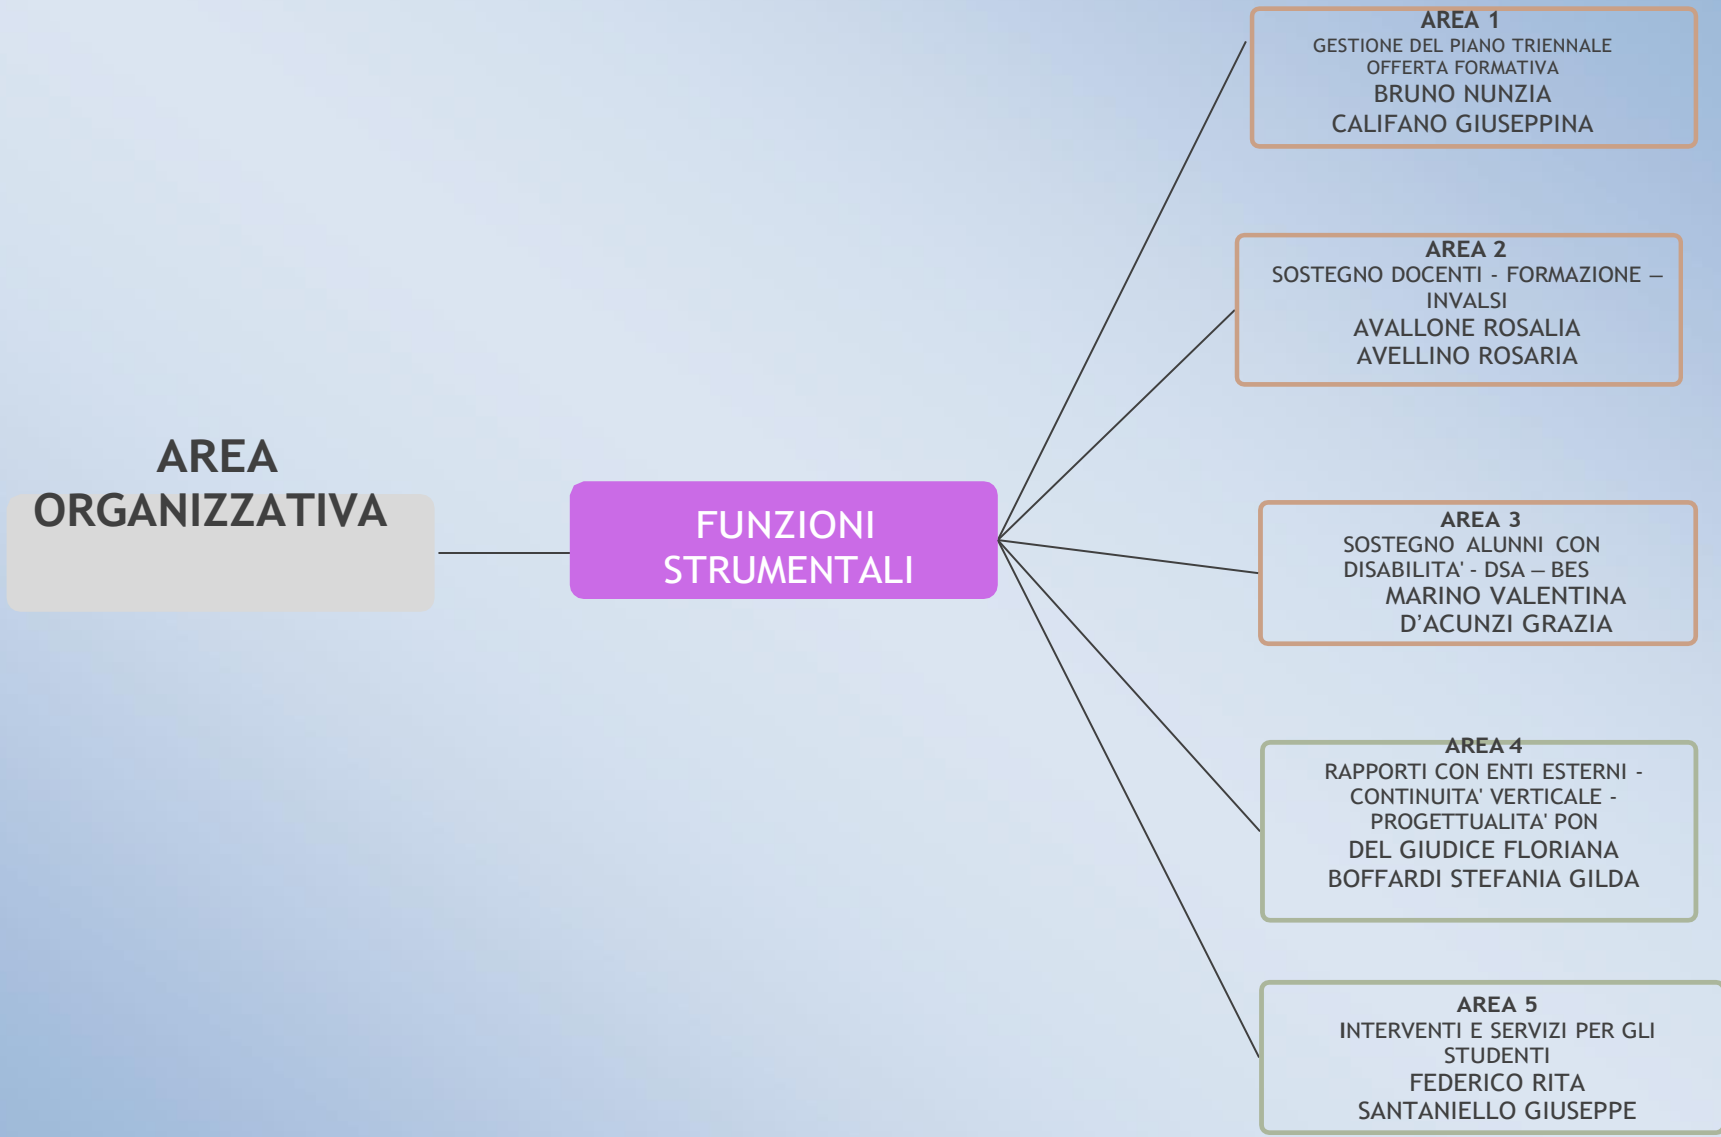 AREA
ORGANIZZATIVA
FUNZIONI
STRUMENTALI
AREA 1
GESTIONE DEL PIANO TRIENNALE
OFFERTA FORMATIVA
BRUNO NUNZIA
CALIFANO GIUSEPPINA
AREA 2
SOSTEGNO DOCENTI - FORMAZIONE –
INVALSI
AVALLONE ROSALIA
AVELLINO ROSARIA
AREA 3
SOSTEGNO ALUNNI CON
DISABILITA' - DSA – BES
MARINO VALENTINA
D’ACUNZI GRAZIA
AREA 4
RAPPORTI CON ENTI ESTERNI -
CONTINUITA' VERTICALE -
PROGETTUALITA' PON
DEL GIUDICE FLORIANA
BOFFARDI STEFANIA GILDA
AREA 5
INTERVENTI E SERVIZI PER GLI
STUDENTI
FEDERICO RITA
SANTANIELLO GIUSEPPE